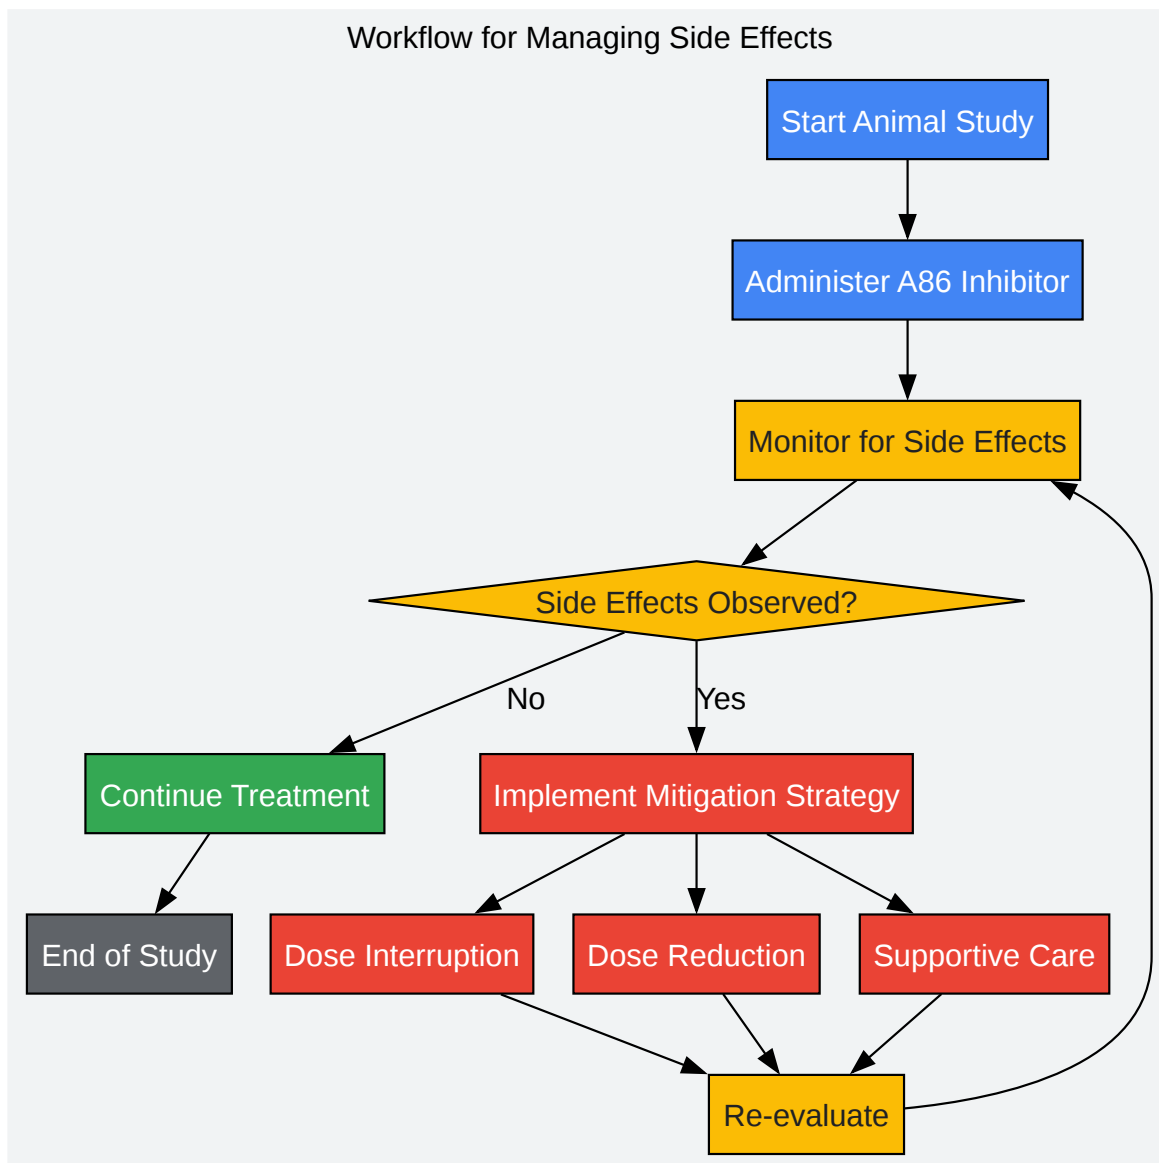 Workflow for Managing Side Effects
Start Animal Study
Administer A86 Inhibitor
Monitor for Side Effects
Side Effects Observed?
No
Yes
Continue Treatment
Implement Mitigation Strategy
End of Study
Dose Interruption
Dose Reduction
Supportive Care
Re-evaluate